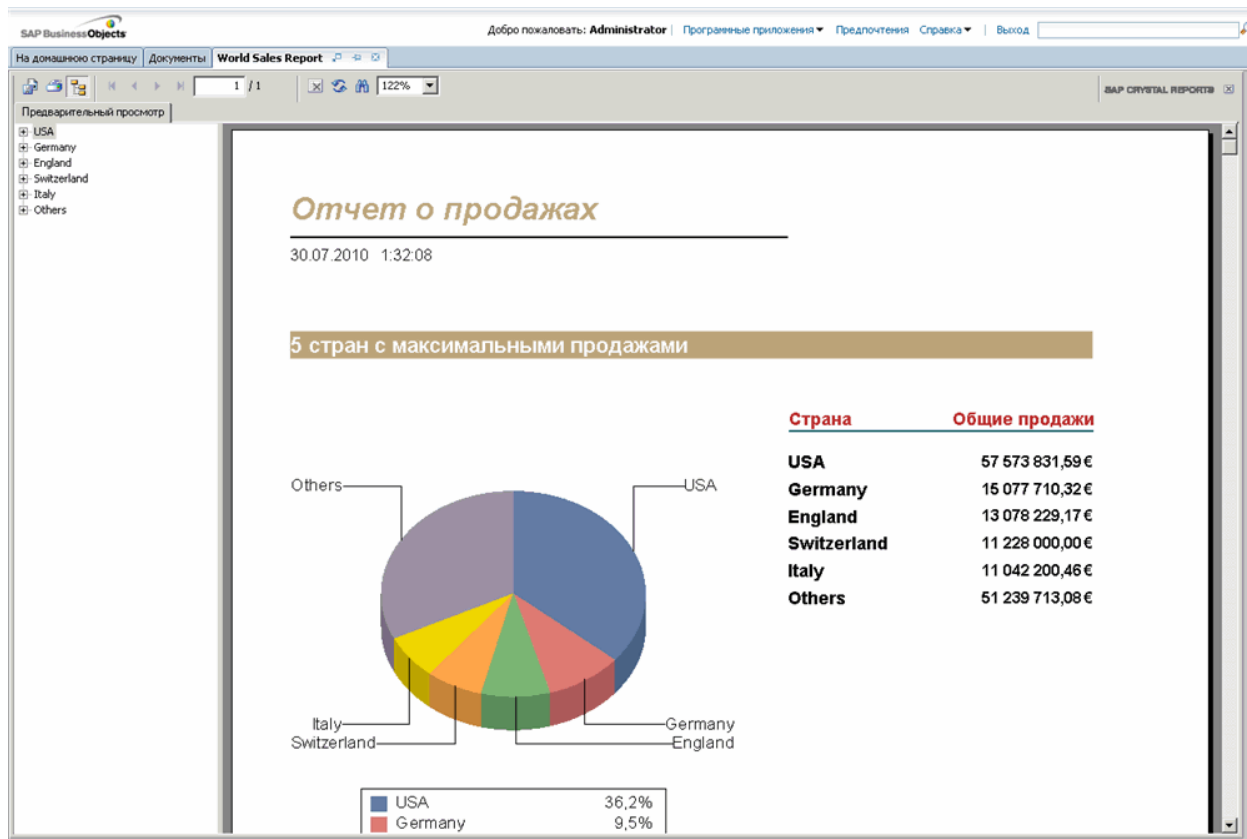 SAP BusinessObjects
Добро пожаловать: Administrator | Программные приложения Предпочтения Справка | Выход
На домашнюю страницу Документы World Sales Report
1 /1 122% SAP CRYSTAL REPORTS
Предварительный просмотр
USA
Germany
England
Switzerland
Italy
Others
Отчет о продажах
30.07.2010 1:32:08
5 стран с максимальными продажами
Страна Общие продажи
USA 57 573 831,59 €
Germany 15 077 710,32 €
England 13 078 229,17 €
Switzerland 11 228 000,00 €
Italy 11 042 200,46 €
Others 51 239 713,08 €
Others USA
Italy Germany
Switzerland England
USA 36,2%
Germany 9,5%